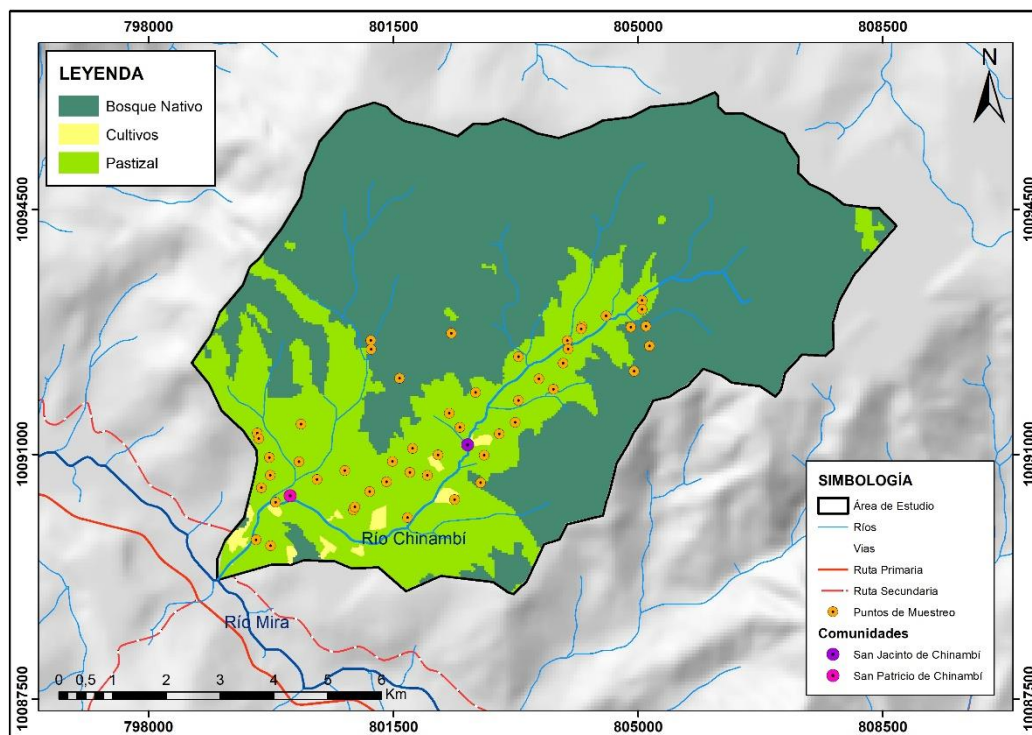 798000 801500 805000 808500
LEYENDA
Bosque Nativo
Cultivos
Pastizal
N
10094500 10094500
10091000 10091000
Río Chinambí
Río Mira
SIMBOLOGÍA
Área de Estudio
Ríos
Vias
Ruta Primaria
Ruta Secundaria
Puntos de Muestreo
Comunidades
San Jacinto de Chinambí
San Patricio de Chinambí
0 0,5 1 2 3 4 5 6
Km
10087500 10087500
798000 801500 805000 808500